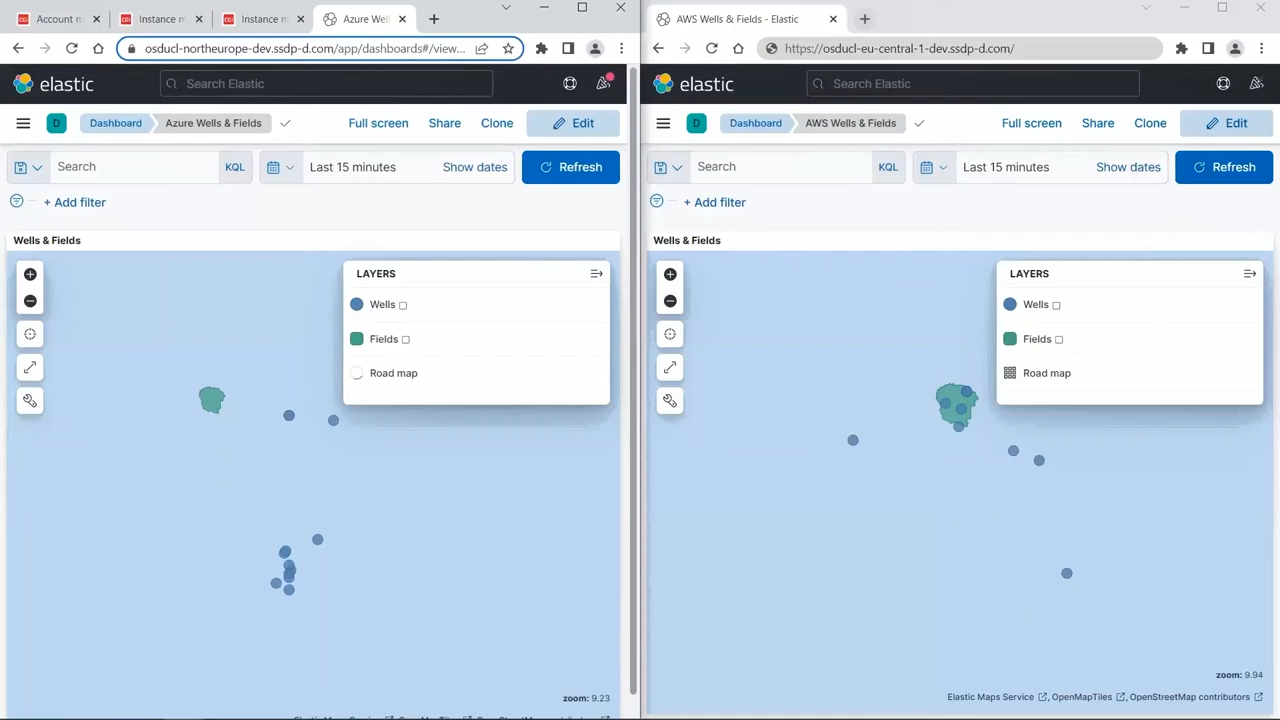 Account m
Instance m
Instance m
Azure Wel
osducl-northeurope-dev.ssdp-d.com/app/dashboards#/view...
elastic
Search Elastic
D
Dashboard
Azure Wells & Fields
Full screen
Share
Clone
Edit
Search
KQL
Last 15 minutes
Show dates
Refresh
+ Add filter
Wells & Fields
LAYERS
Wells
Fields
Road map
zoom: 9.23
AWS Wells & Fields - Elastic
https://osducl-eu-central-1-dev.ssdp-d.com/
elastic
Search Elastic
D
Dashboard
AWS Wells & Fields
Full screen
Share
Clone
Edit
Search
KQL
Last 15 minutes
Show dates
Refresh
+ Add filter
Wells & Fields
LAYERS
Wells
Fields
Road map
zoom: 9.94
Elastic Maps Service, OpenMapTiles, OpenStreetMap contributors